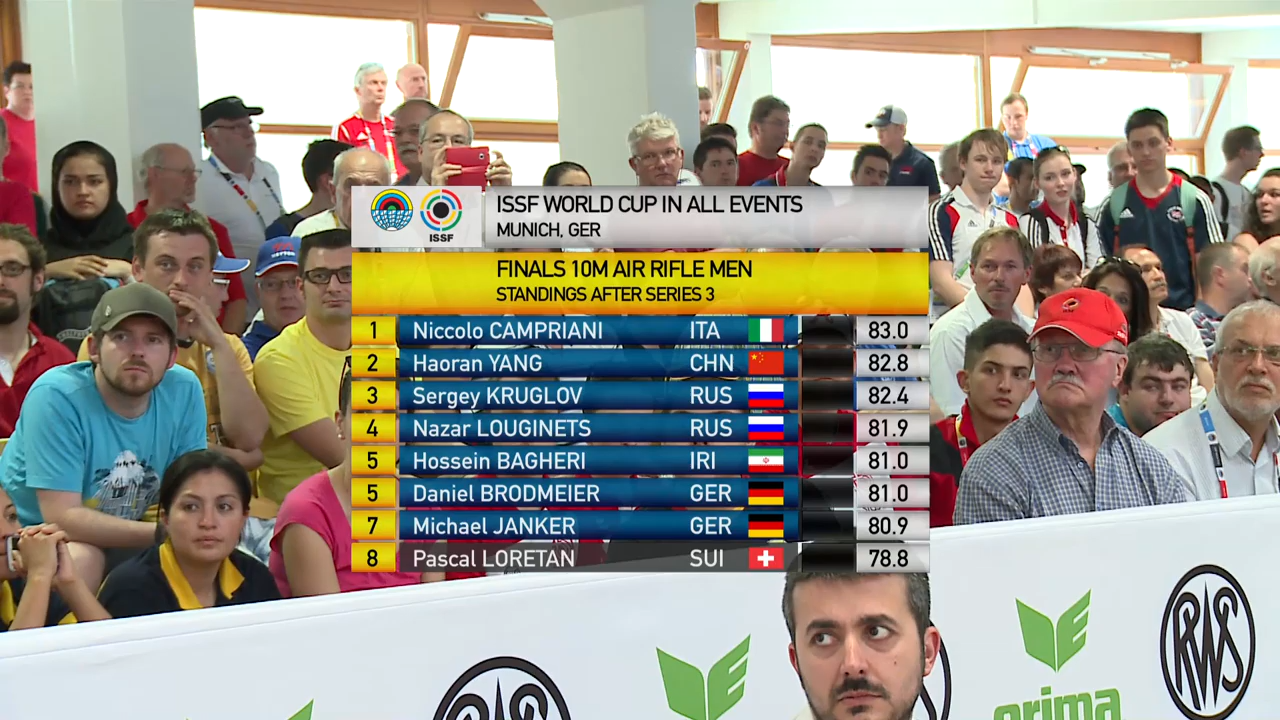 ISSF
ISSF WORLD CUP IN ALL EVENTS
MUNICH, GER
FINALS 10M AIR RIFLE MEN
STANDINGS AFTER SERIES 3
1 Niccolo CAMPRIANI ITA 83.0
2 Haoran YANG CHN 82.8
3 Sergey KRUGLOV RUS 82.4
4 Nazar LOUGINETS RUS 81.9
5 Hossein BAGHERI IRI 81.0
5 Daniel BRODMEIER GER 81.0
7 Michael JANKER GER 80.9
8 Pascal LORETAN SUI 78.8
RWS
erima
RWS